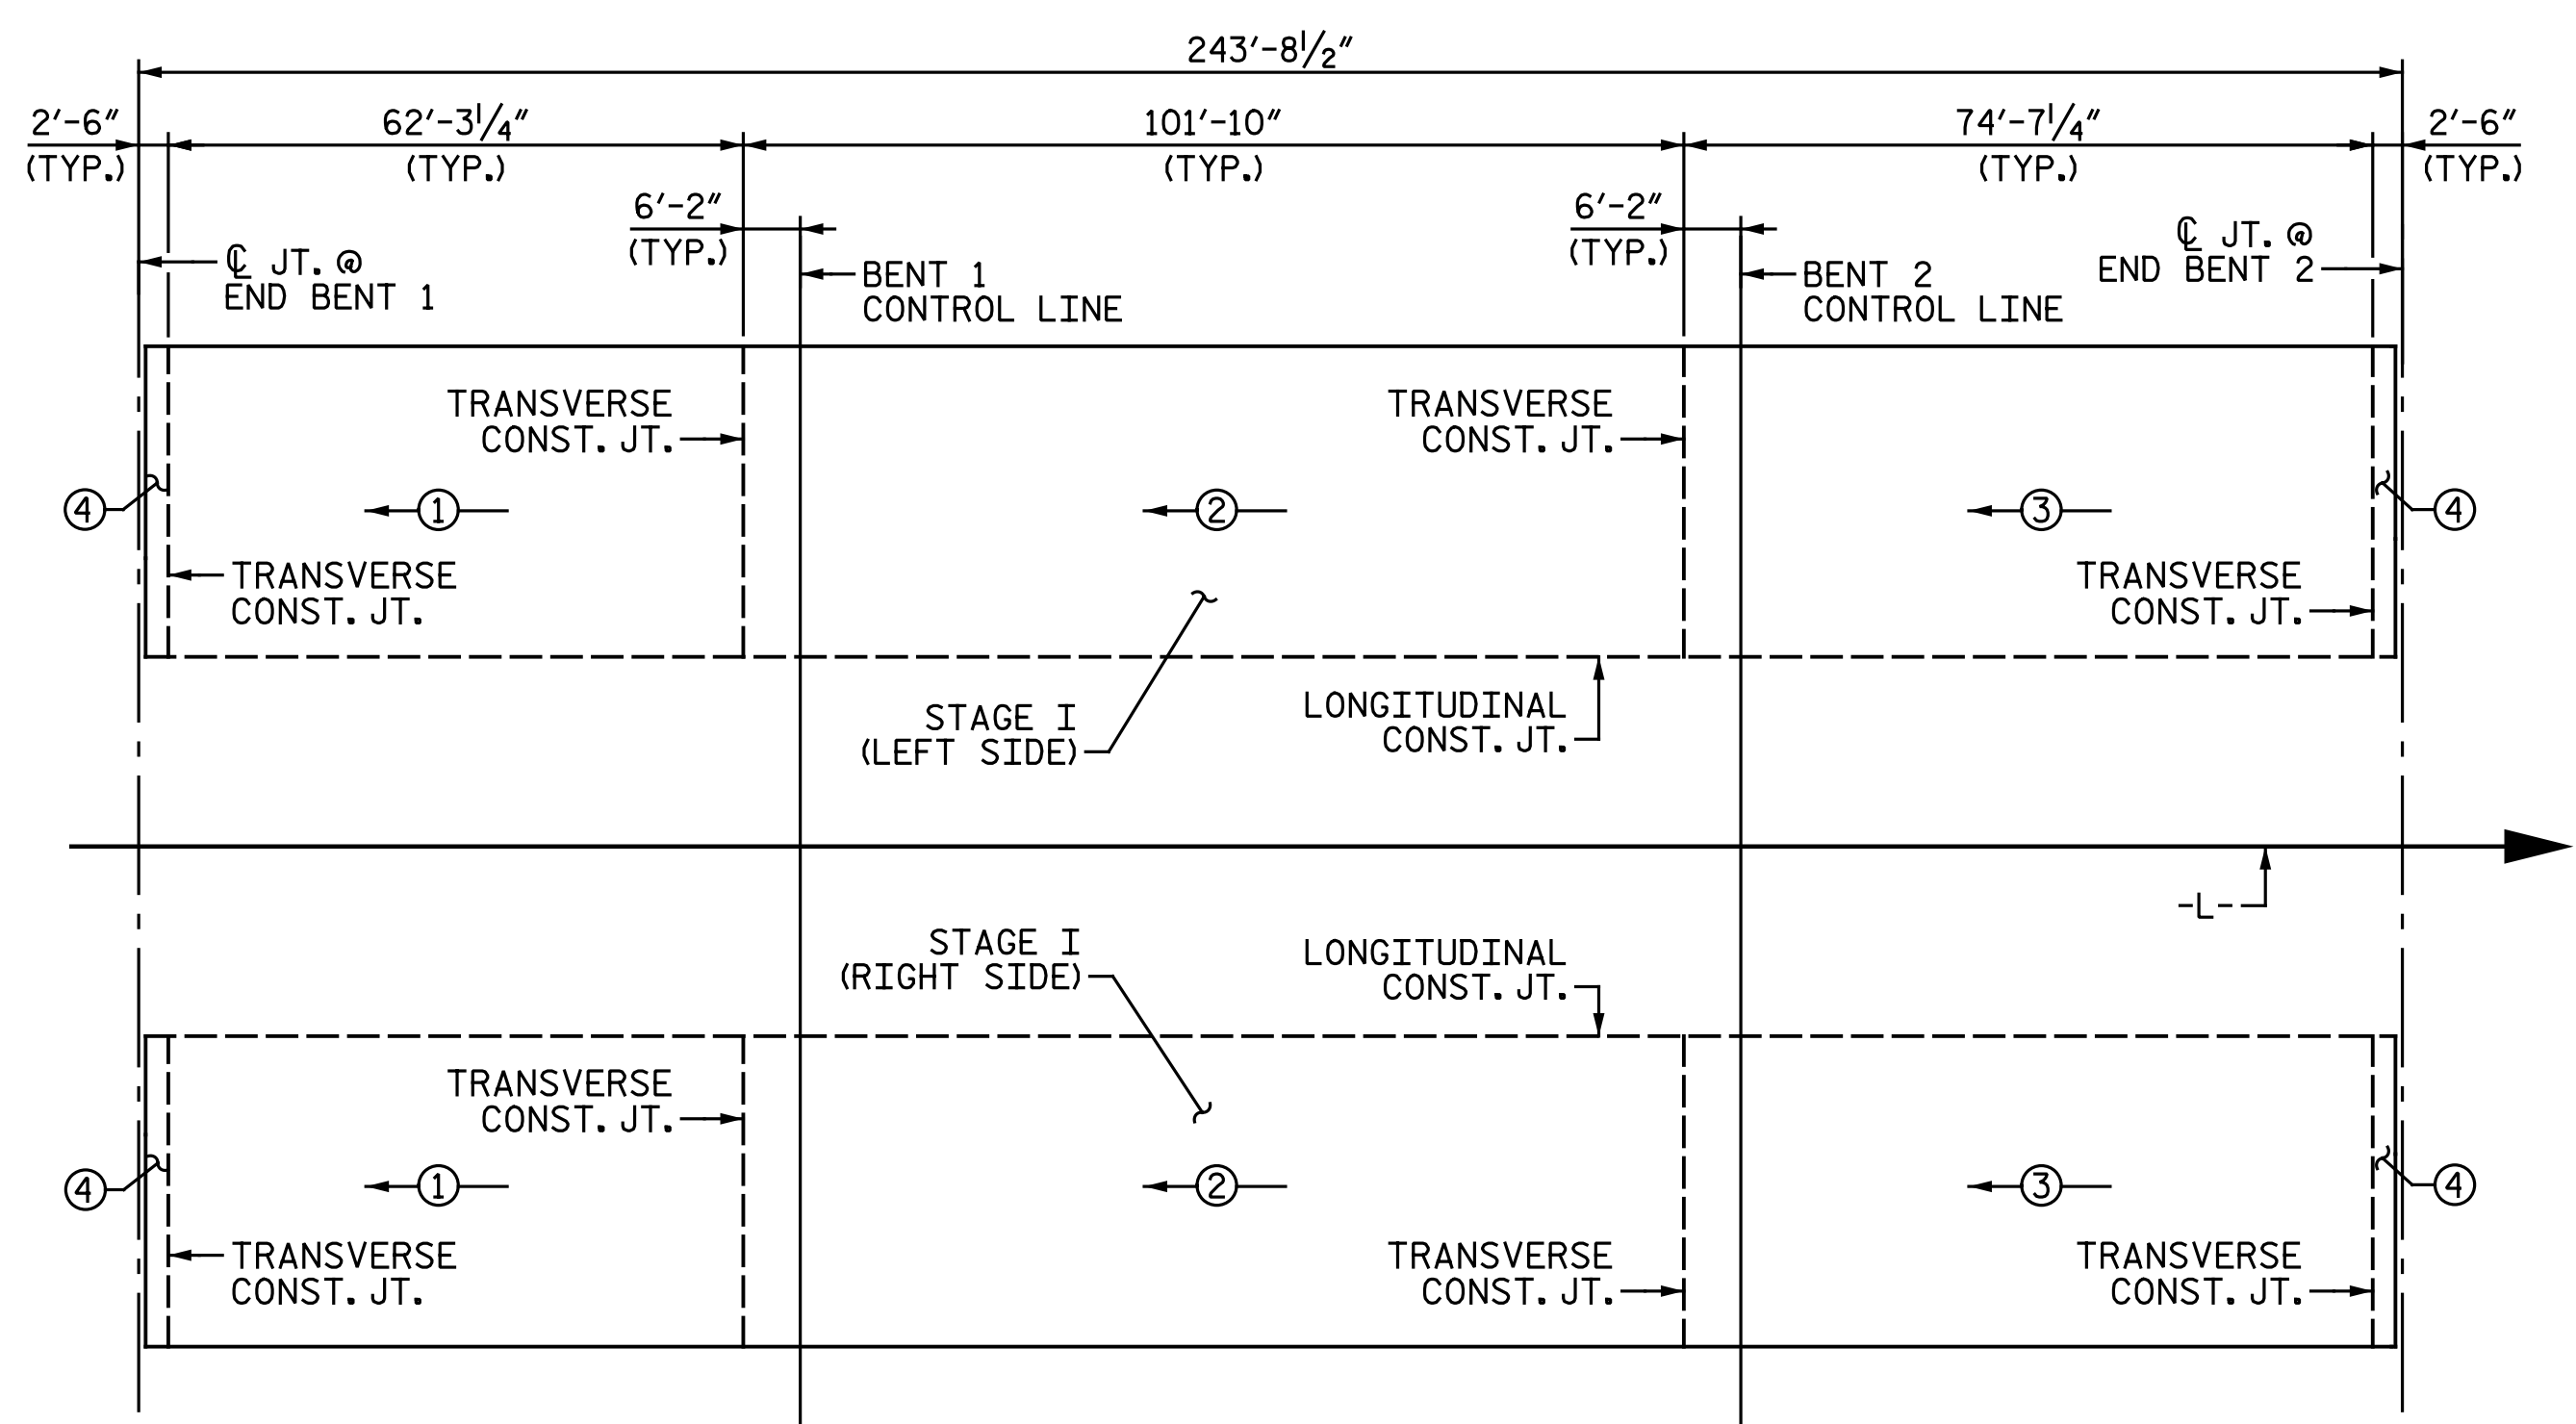 243′-8½″
2′-6″
(TYP.)
62′-3¼″
(TYP.)
101′-10″
(TYP.)
74′-7¼″
(TYP.)
2′-6″
(TYP.)
6′-2″
(TYP.)
6′-2″
(TYP.)
℄ JT. @
END BENT 1
BENT 1
CONTROL LINE
BENT 2
CONTROL LINE
℄ JT. @
END BENT 2
TRANSVERSE
CONST. JT.
TRANSVERSE
CONST. JT.
4
1
2
3
4
TRANSVERSE
CONST. JT.
TRANSVERSE
CONST. JT.
STAGE I
(LEFT SIDE)
LONGITUDINAL
CONST. JT.
-L-
STAGE I
(RIGHT SIDE)
LONGITUDINAL
CONST. JT.
TRANSVERSE
CONST. JT.
4
1
2
3
4
TRANSVERSE
CONST. JT.
TRANSVERSE
CONST. JT.
TRANSVERSE
CONST. JT.